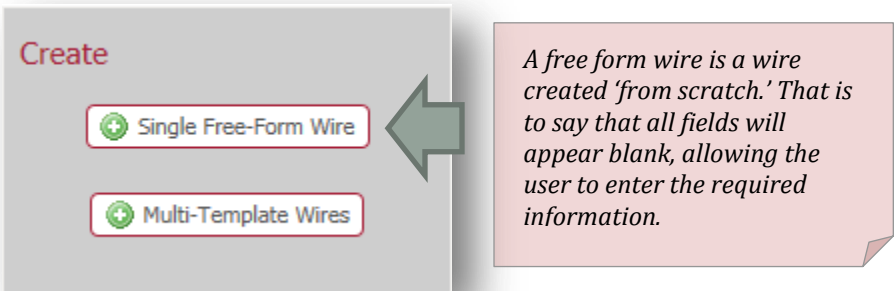 Create
Single Free-Form Wire
Multi-Template Wires
A free form wire is a wire
created ‘from scratch.’ That is
to say that all fields will
appear blank, allowing the
user to enter the required
information.